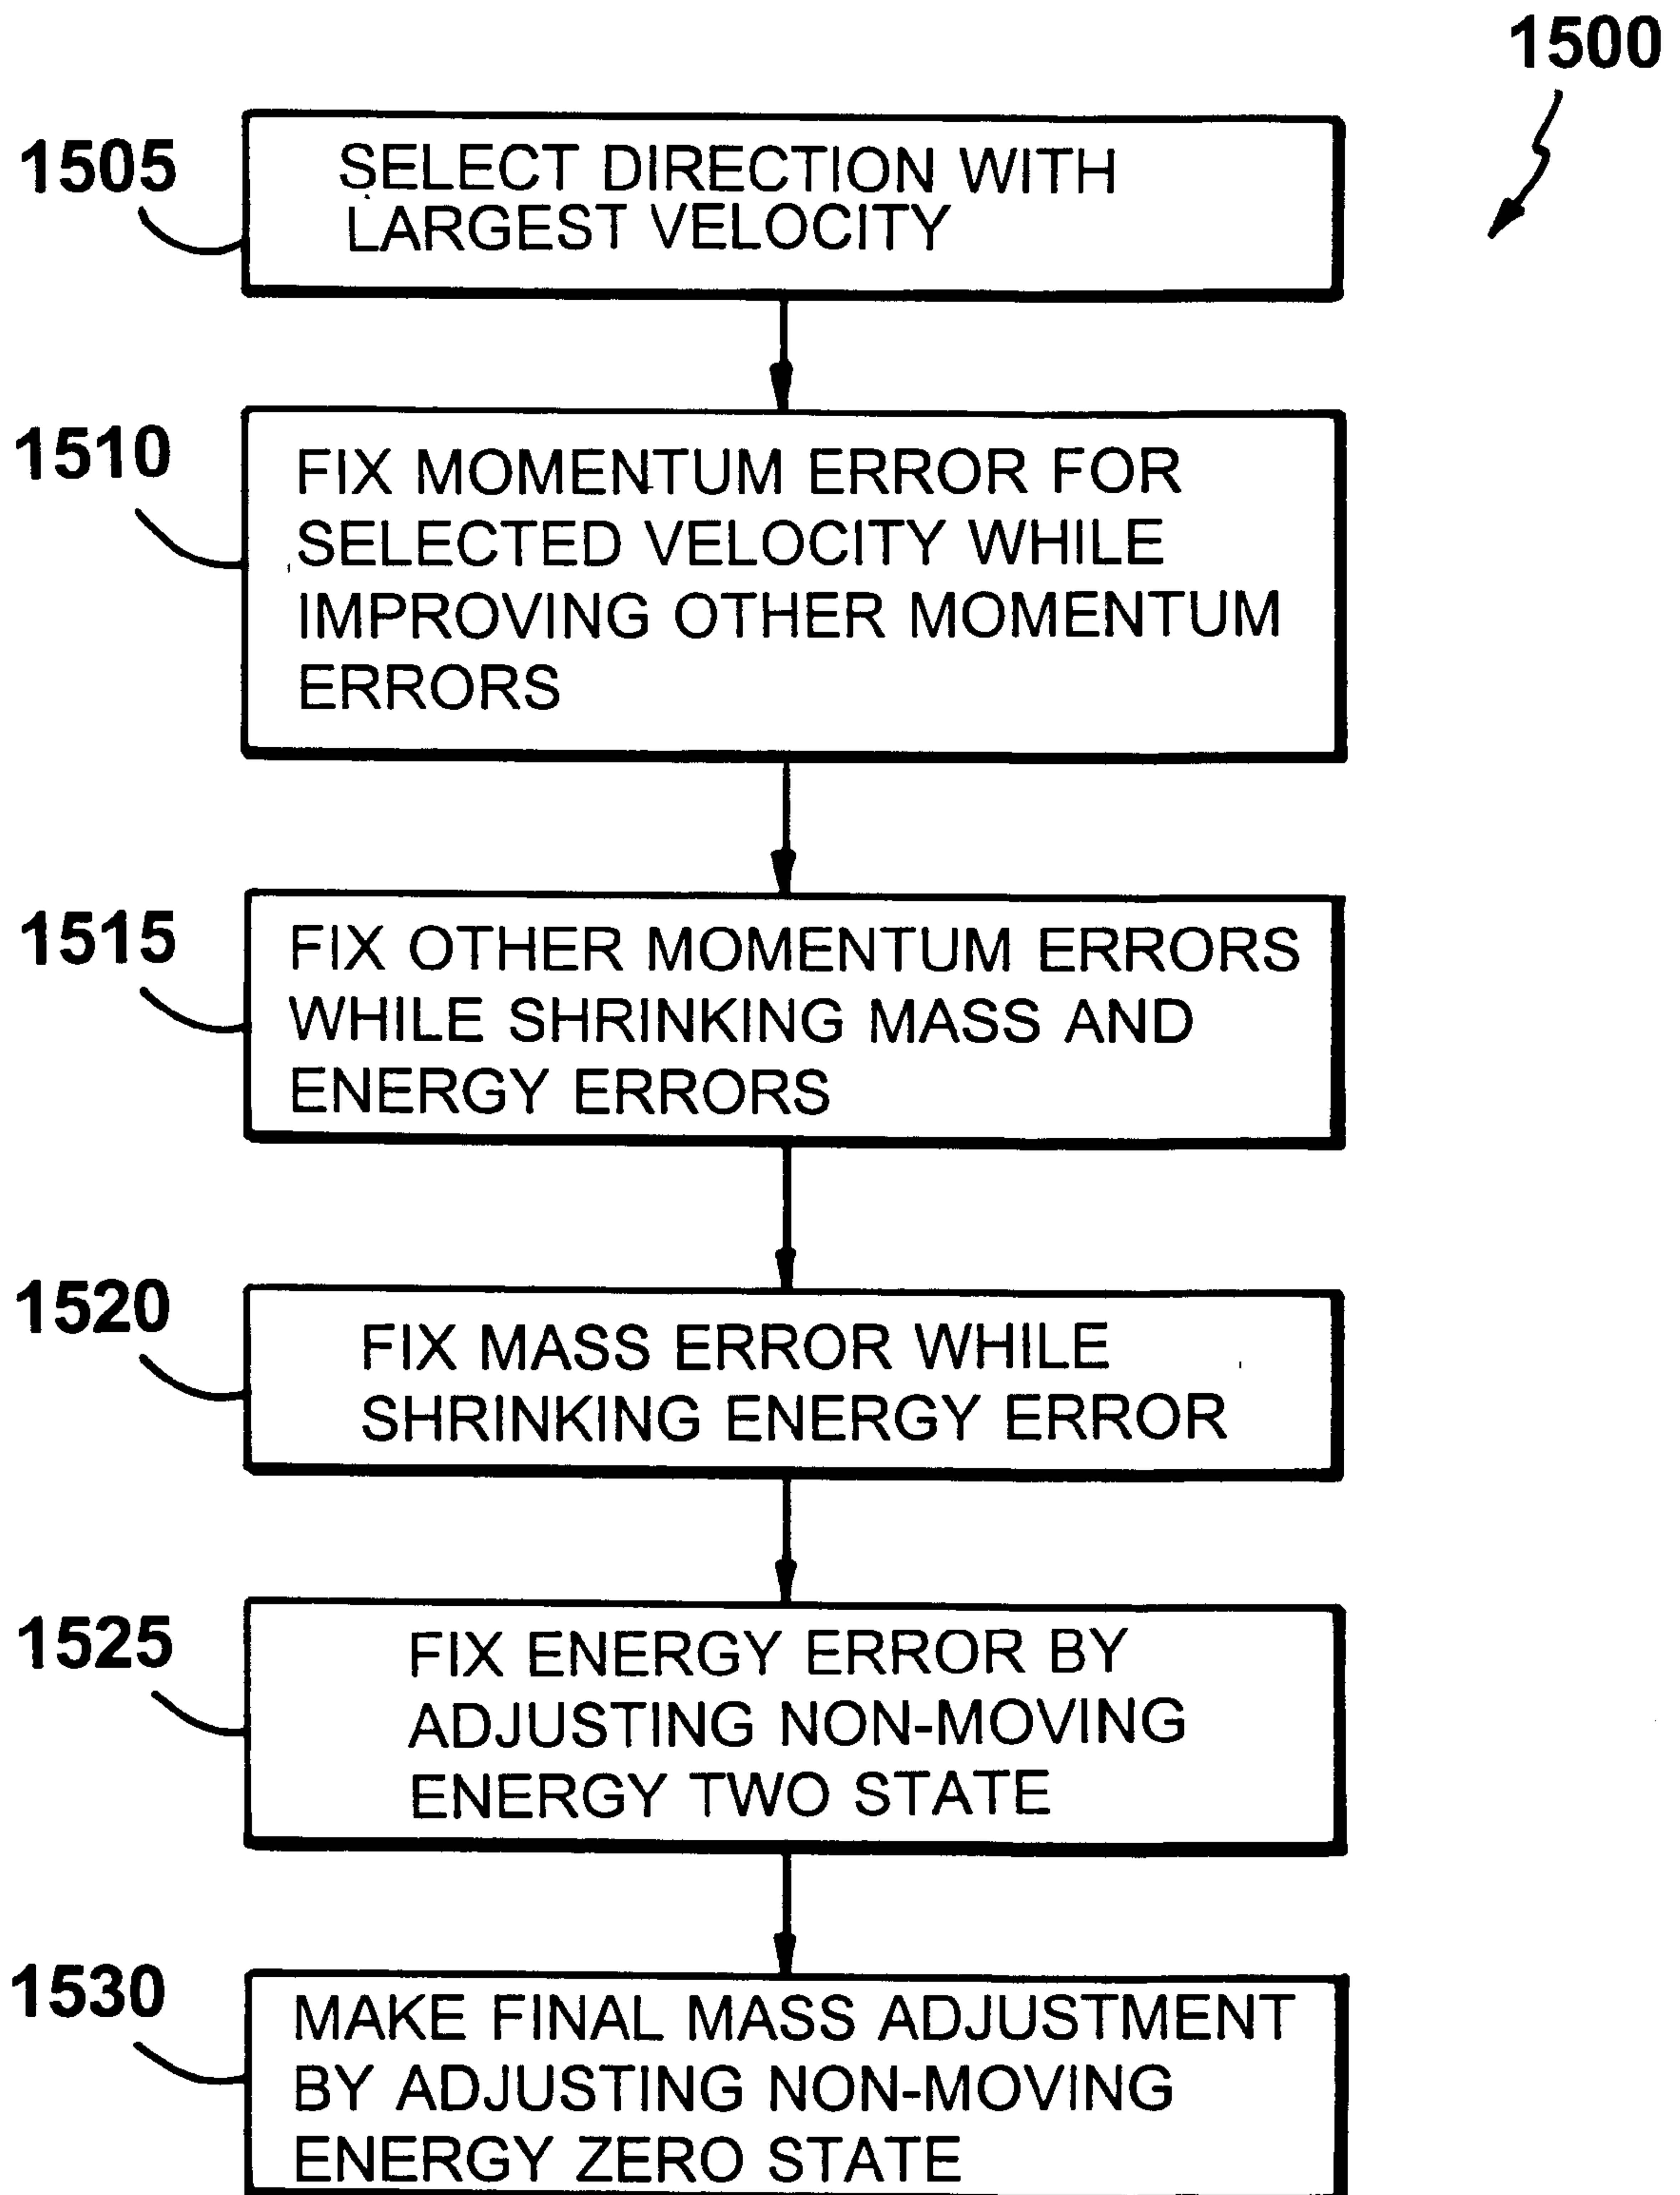 1500
1505
SELECT DIRECTION WITH
LARGEST VELOCITY
1510
FIX MOMENTUM ERROR FOR
SELECTED VELOCITY WHILE
IMPROVING OTHER MOMENTUM
ERRORS
1515
FIX OTHER MOMENTUM ERRORS
WHILE SHRINKING MASS AND
ENERGY ERRORS
1520
FIX MASS ERROR WHILE
SHRINKING ENERGY ERROR
1525
FIX ENERGY ERROR BY
ADJUSTING NON-MOVING
ENERGY TWO STATE
1530
MAKE FINAL MASS ADJUSTMENT
BY ADJUSTING NON-MOVING
ENERGY ZERO STATE